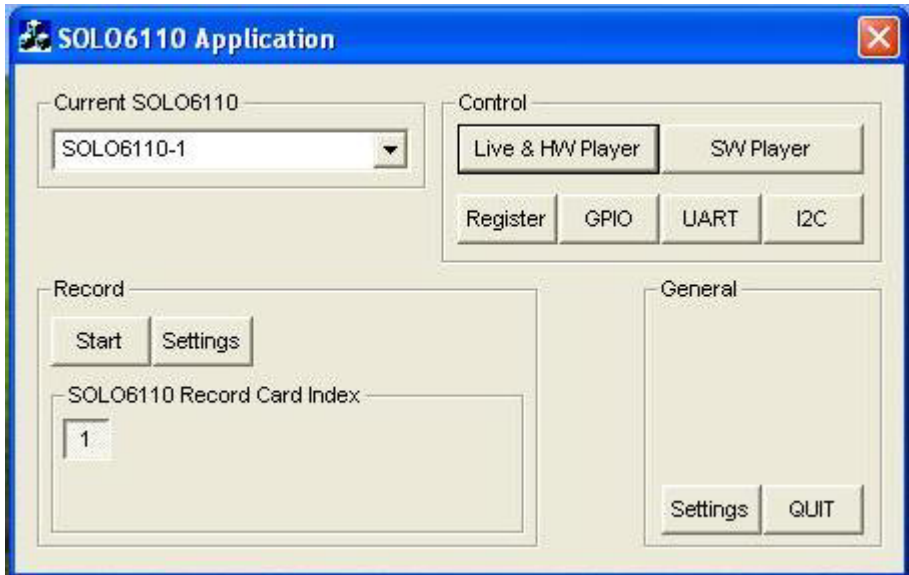 SOLO6110 Application
Current SOLO6110
SOLO6110-1
Control
Live & HW Player
SW Player
Register
GPIO
UART
I2C
Record
Start
Settings
SOLO6110 Record Card Index
1
General
Settings
QUIT